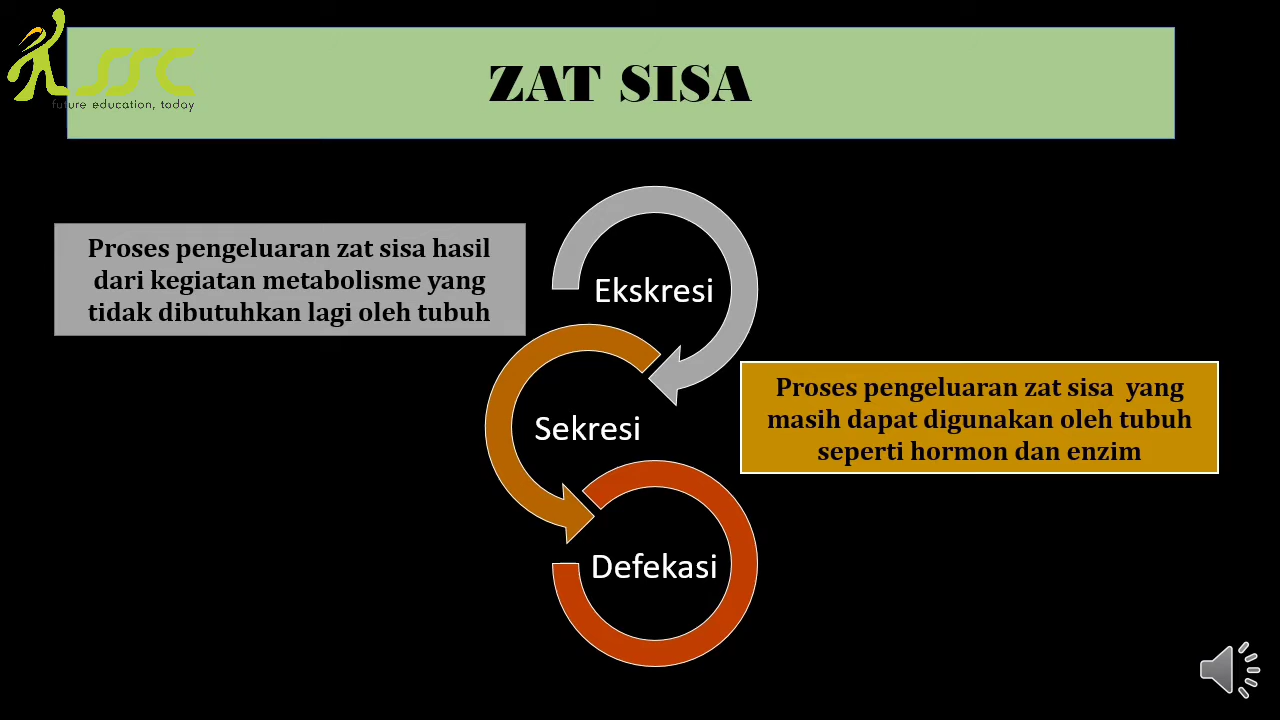 SSC
future education, today
ZAT SISA
Proses pengeluaran zat sisa hasil
dari kegiatan metabolisme yang
tidak dibutuhkan lagi oleh tubuh
Ekskresi
Sekresi
Proses pengeluaran zat sisa  yang
masih dapat digunakan oleh tubuh
seperti hormon dan enzim
Defekasi